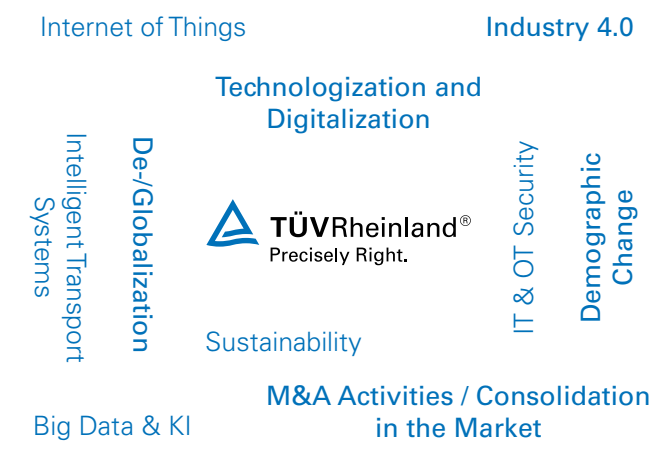 Internet of Things
Industry 4.0
Technologization and
Digitalization
Intelligent Transport
Systems
De-/Globalization
TÜVRheinland®
Precisely Right.
IT & OT Security
Demographic
Change
Sustainability
M&A Activities / Consolidation
in the Market
Big Data & KI